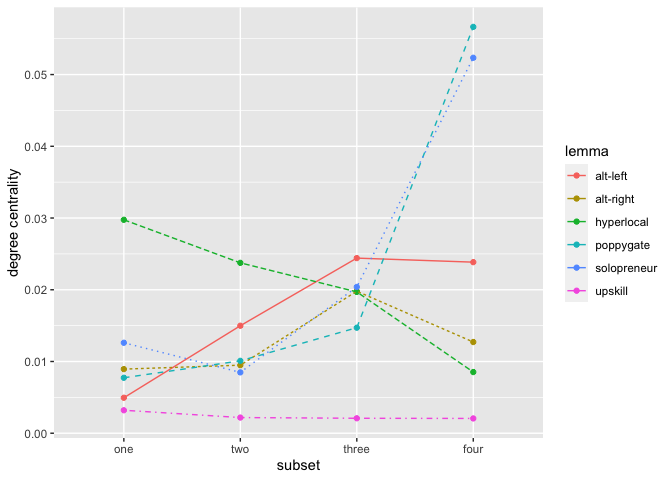 degree centrality
0.05
0.04
0.03
0.02
0.01
0.00
one two three four
subset
lemma
alt-left
alt-right
hyperlocal
poppygate
solopreneur
upskill